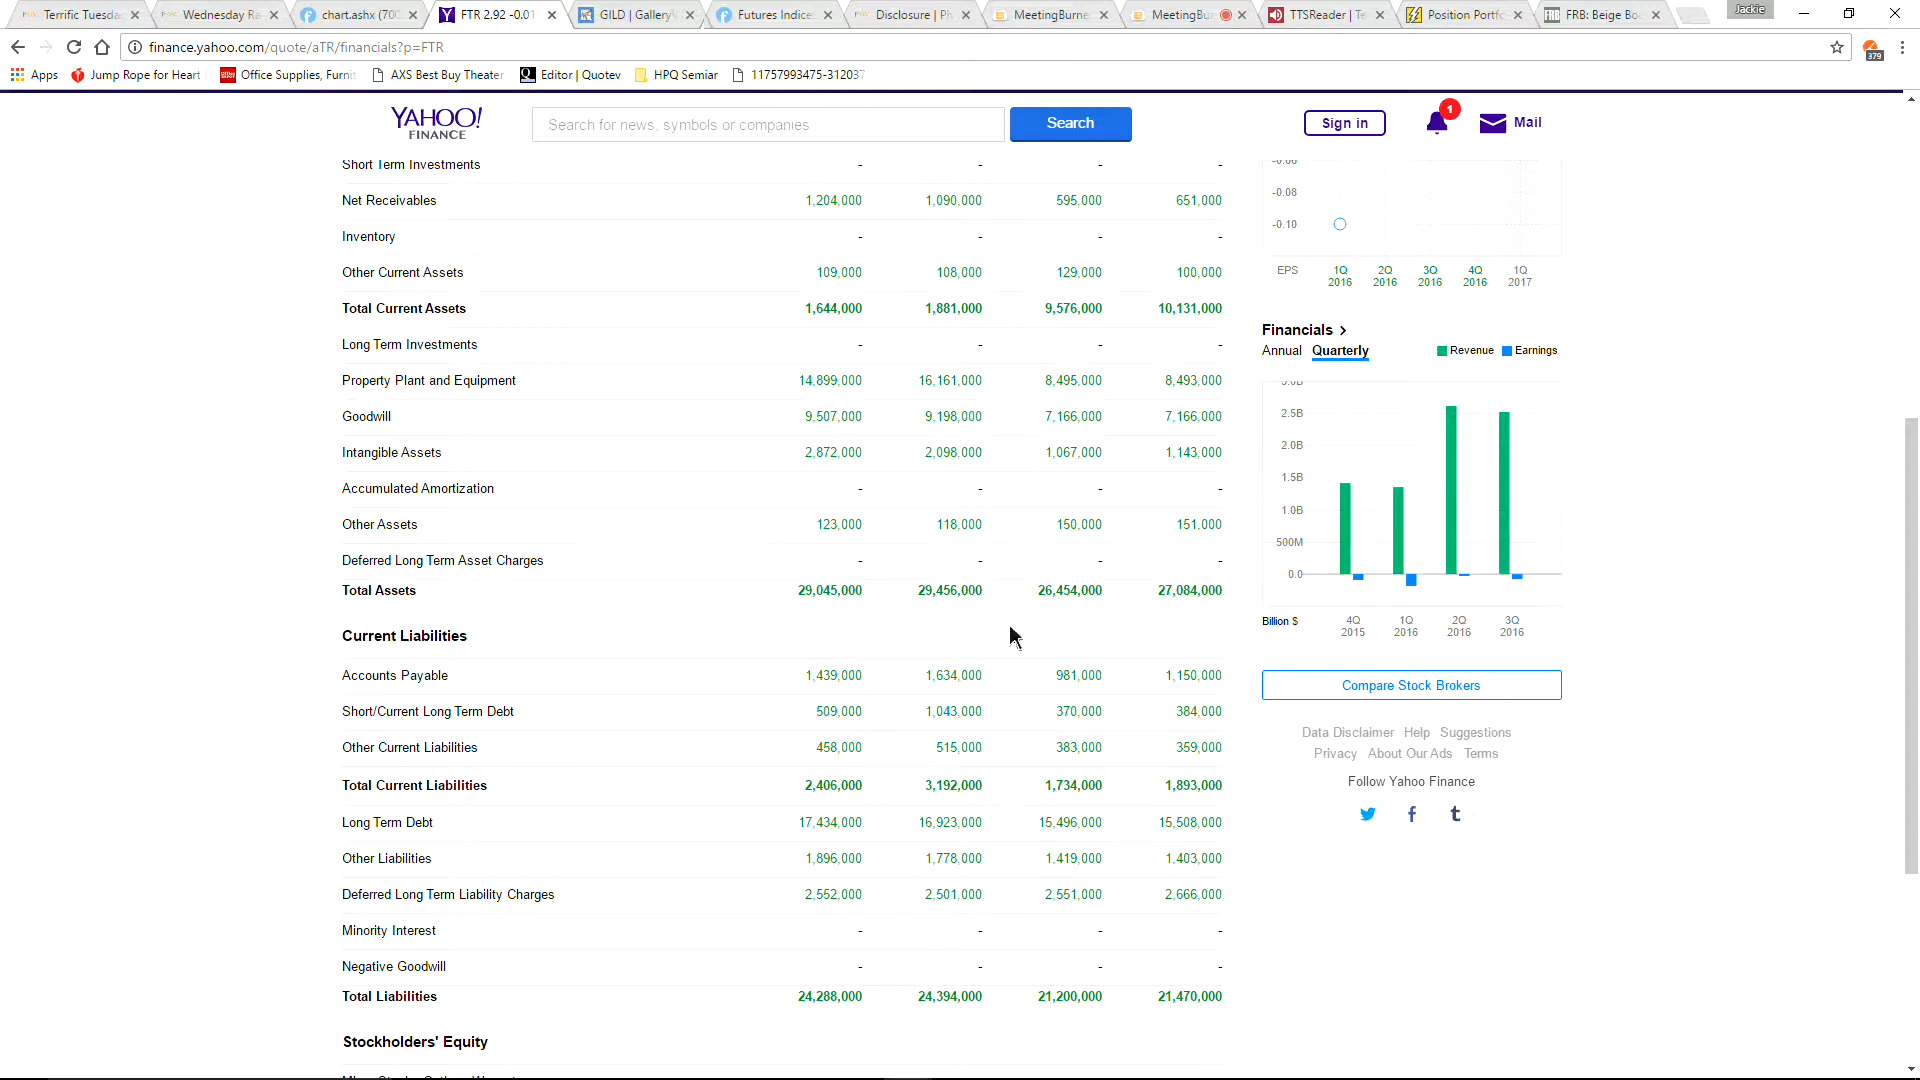 Terrific Tuesda
Wednesday Ra
chart.ashx (700
FTR 2.92 -0.01
GILD | Gallery
Futures Indice
Disclosure | Ph
MeetingBurne
MeetingBur
TTSReader | Te
Position Portfo
FRB: Beige Bo
Jackie
finance.yahoo.com/quote/aTR/financials?p=FTR
379
Apps Jump Rope for Heart Office Supplies, Furni AXS Best Buy Theater Editor | Quotev HPQ Semiar 11757993475-312037
YAHOO!
FINANCE
Search for news, symbols or companies
Search
Sign in
1
Mail
Short Term Investments - - - -
Net Receivables 1,204,000 1,090,000 595,000 651,000
Inventory - - - -
Other Current Assets 109,000 108,000 129,000 100,000
Total Current Assets 1,644,000 1,881,000 9,576,000 10,131,000
Long Term Investments - - - -
Property Plant and Equipment 14,899,000 16,161,000 8,495,000 8,493,000
Goodwill 9,507,000 9,198,000 7,166,000 7,166,000
Intangible Assets 2,872,000 2,098,000 1,067,000 1,143,000
Accumulated Amortization - - - -
Other Assets 123,000 118,000 150,000 151,000
Deferred Long Term Asset Charges - - - -
Total Assets 29,045,000 29,456,000 26,454,000 27,084,000
Current Liabilities
Accounts Payable 1,439,000 1,634,000 981,000 1,150,000
Short/Current Long Term Debt 509,000 1,043,000 370,000 384,000
Other Current Liabilities 458,000 515,000 383,000 359,000
Total Current Liabilities 2,406,000 3,192,000 1,734,000 1,893,000
Long Term Debt 17,434,000 16,923,000 15,496,000 15,508,000
Other Liabilities 1,896,000 1,778,000 1,419,000 1,403,000
Deferred Long Term Liability Charges 2,552,000 2,501,000 2,551,000 2,666,000
Minority Interest - - - -
Negative Goodwill - - - -
Total Liabilities 24,288,000 24,394,000 21,200,000 21,470,000
Stockholders' Equity
-0.06
-0.08
-0.10
EPS 1Q 2Q 3Q 4Q 1Q
2016 2016 2016 2016 2017
Financials >
Annual Quarterly
Revenue Earnings
3.0B
2.5B
2.0B
1.5B
1.0B
500M
0.0
Billion $ 4Q 1Q 2Q 3Q
2015 2016 2016 2016
Compare Stock Brokers
Data Disclaimer Help Suggestions
Privacy About Our Ads Terms
Follow Yahoo Finance